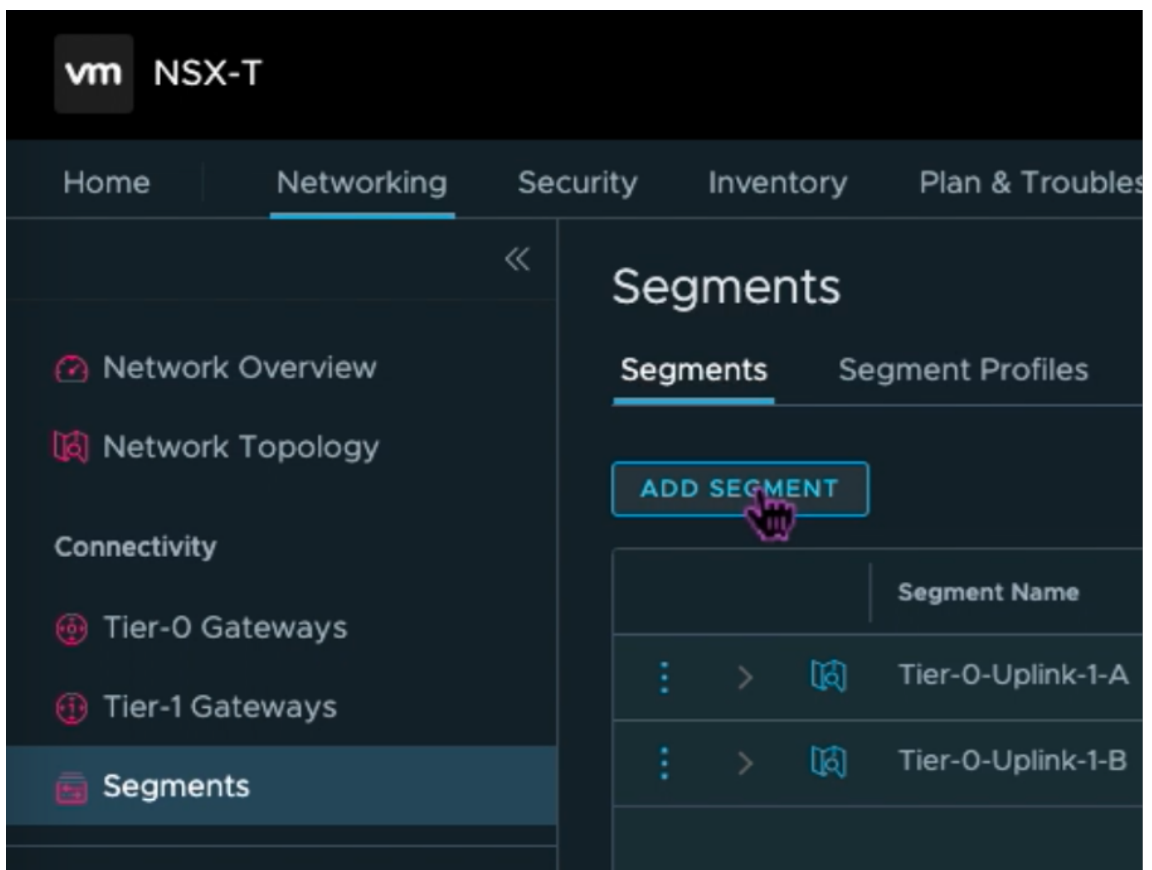 vm NSX-T
Home Networking Security Inventory Plan & Troubles
Segments
Segments Segment Profiles
Network Overview
Network Topology
ADD SEGMENT
Connectivity
Segment Name
Tier-0 Gateways
Tier-0-Uplink-1-A
Tier-1 Gateways
Tier-0-Uplink-1-B
Segments